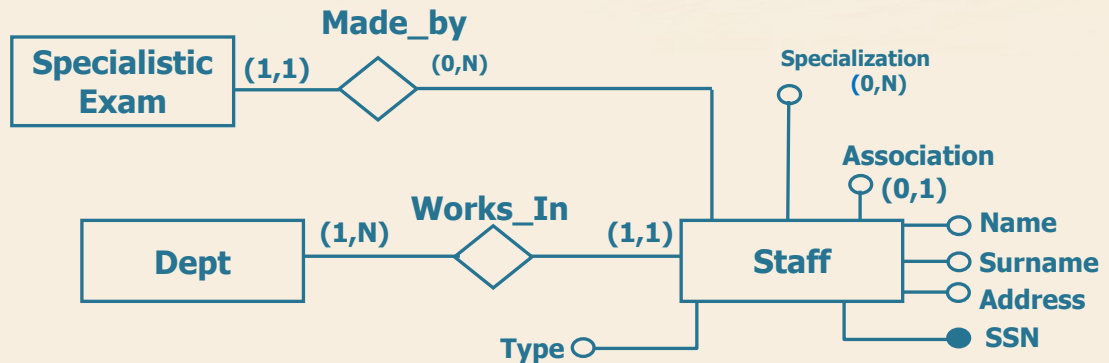 Made_by
Specialistic
Exam
(1,1)
(0,N)
Specialization
(0,N)
Association
(0,1)
Works_In
Dept
(1,N)
(1,1)
Staff
Name
Surname
Address
SSN
Type